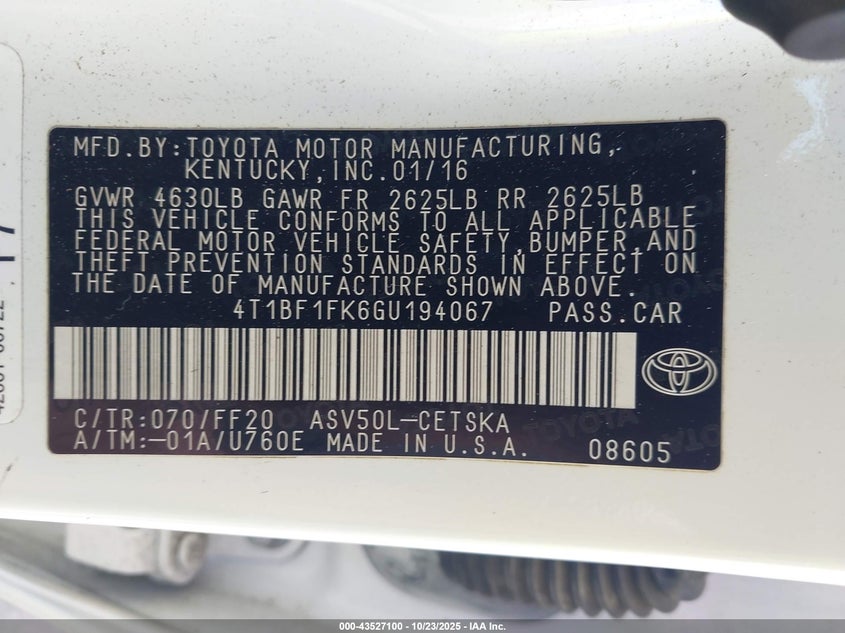 MFD.BY:TOYOTA MOTOR MANUFACTURING,
KENTUCKY,INC.01/16
GVWR 4630LB GAWR FR 2625LB RR 2625LB
THIS VEHICLE CONFORMS TO ALL APPLICABLE
FEDERAL MOTOR VEHICLE SAFETY,BUMPER,AND
THEFT PREVENTION STANDARDS IN EFFECT ON
THE DATE OF MANUFACTURE SHOWN ABOVE.
4T1BF1FK6GU194067 PASS.CAR
C/TR:070/FF20 ASV50L-CETSKA
A/TM:-01A/U760E MADE IN U.S.A. 08605
000-43527100 - 10/23/2025 - IAA Inc.